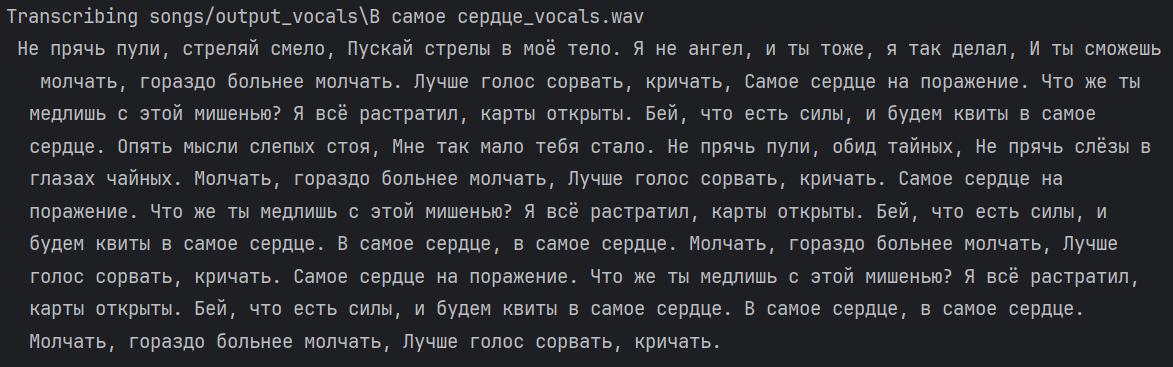 Transcribing songs/output_vocals\В самое сердце_vocals.wav
Не прячь пули, стреляй смело, Пускай стрелы в моё тело. Я не ангел, и ты тоже, я так делал, И ты сможешь
молчать, гораздо больнее молчать. Лучше голос сорвать, кричать, Самое сердце на поражение. Что же ты
медлишь с этой мишенью? Я всё растратил, карты открыты. Бей, что есть силы, и будем квиты в самое
сердце. Опять мысли слепых стоя, Мне так мало тебя стало. Не прячь пули, обид тайных, Не прячь слёзы в
глазах чайных. Молчать, гораздо больнее молчать, Лучше голос сорвать, кричать. Самое сердце на
поражение. Что же ты медлишь с этой мишенью? Я всё растратил, карты открыты. Бей, что есть силы, и
будем квиты в самое сердце. В самое сердце, в самое сердце. Молчать, гораздо больнее молчать, Лучше
голос сорвать, кричать. Самое сердце на поражение. Что же ты медлишь с этой мишенью? Я всё растратил,
карты открыты. Бей, что есть силы, и будем квиты в самое сердце. В самое сердце, в самое сердце.
Молчать, гораздо больнее молчать, Лучше голос сорвать, кричать.